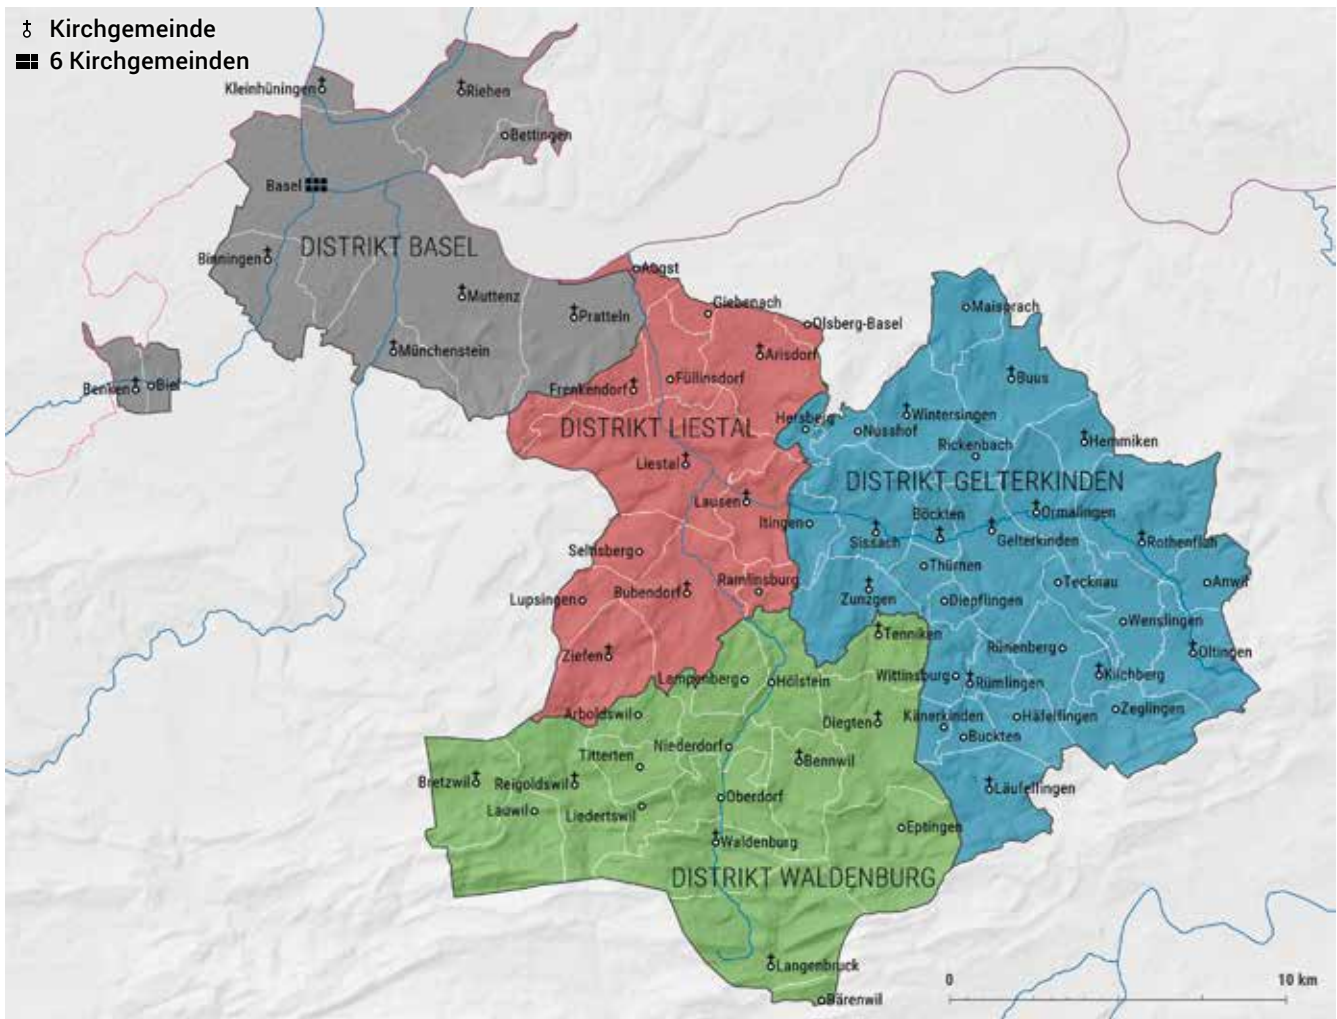 Kirchgemeinde
6 Kirchgemeinden
Kleinhüningen
Riehen
Bettingen
Basel
DISTRIKT BASEL
Binningen
Augst
Muttenz
Giebenach
Maisprach
Pratteln
Olsberg-Basel
Münchenstein
Arisdorf
Benken
Biel
Frenkendorf
Füllinsdorf
Buus
Hersberg
Wintersingen
DISTRIKT LIESTAL
Nusshof
Rickenbach
Hemmiken
Liestal
DISTRIKT GELTERKINDEN
Lausen
Itingen
Böckten
Ormalingen
Sissach
Gelterkinden
Rothenfluh
Seltisberg
Thürnen
Ramlinsburg
Tecknau
Anwil
Lupsingen
Bubendorf
Zunzgen
Diepflingen
Wenslingen
Tenniken
Ziefen
Rünenberg
Oltingen
Lampenberg
Hölstein
Wittinsburg
Rümlingen
Kilchberg
Arboldswil
Diegten
Känerkinden
Häfelfingen
Zeglingen
Buckten
Niederdorf
Titterten
Bennwil
Bretzwil
Reigoldswil
Läufelfingen
Oberdorf
Lauwil
Liedertswil
Eptingen
Waldenburg
DISTRIKT WALDENBURG
Langenbruck
0
10 km
Bärenwil